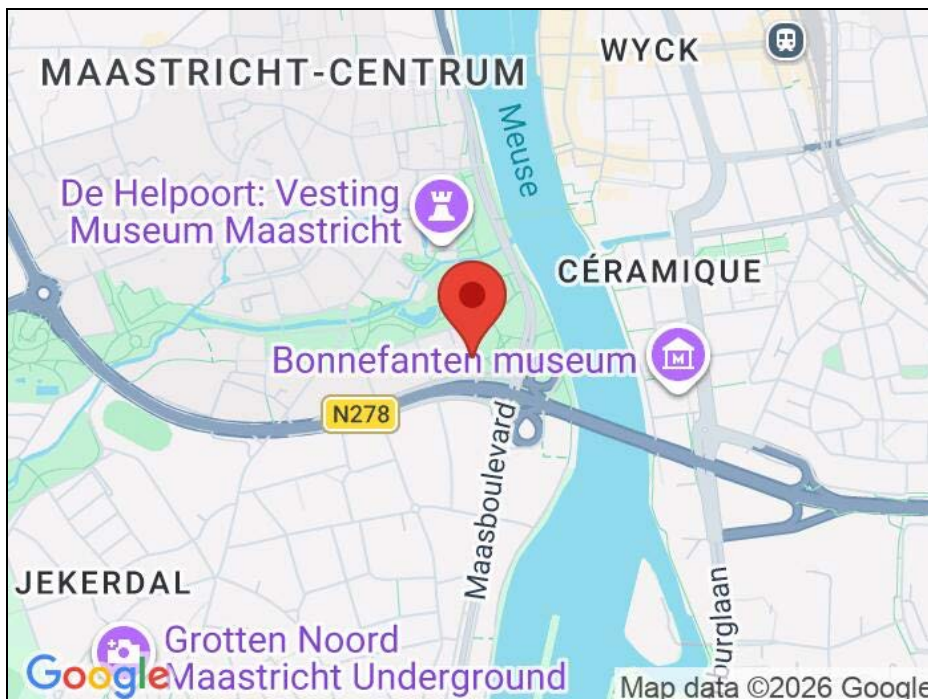 MAASTRICHT-CENTRUM
WYCK
Meuse
De Helpoort: Vesting
Museum Maastricht
CÉRAMIQUE
Bonnefanten museum
M
N278
Maasboulevard
JEKERDAL
Grotten Noord
Maastricht Underground
Google
Map data ©2026 Google